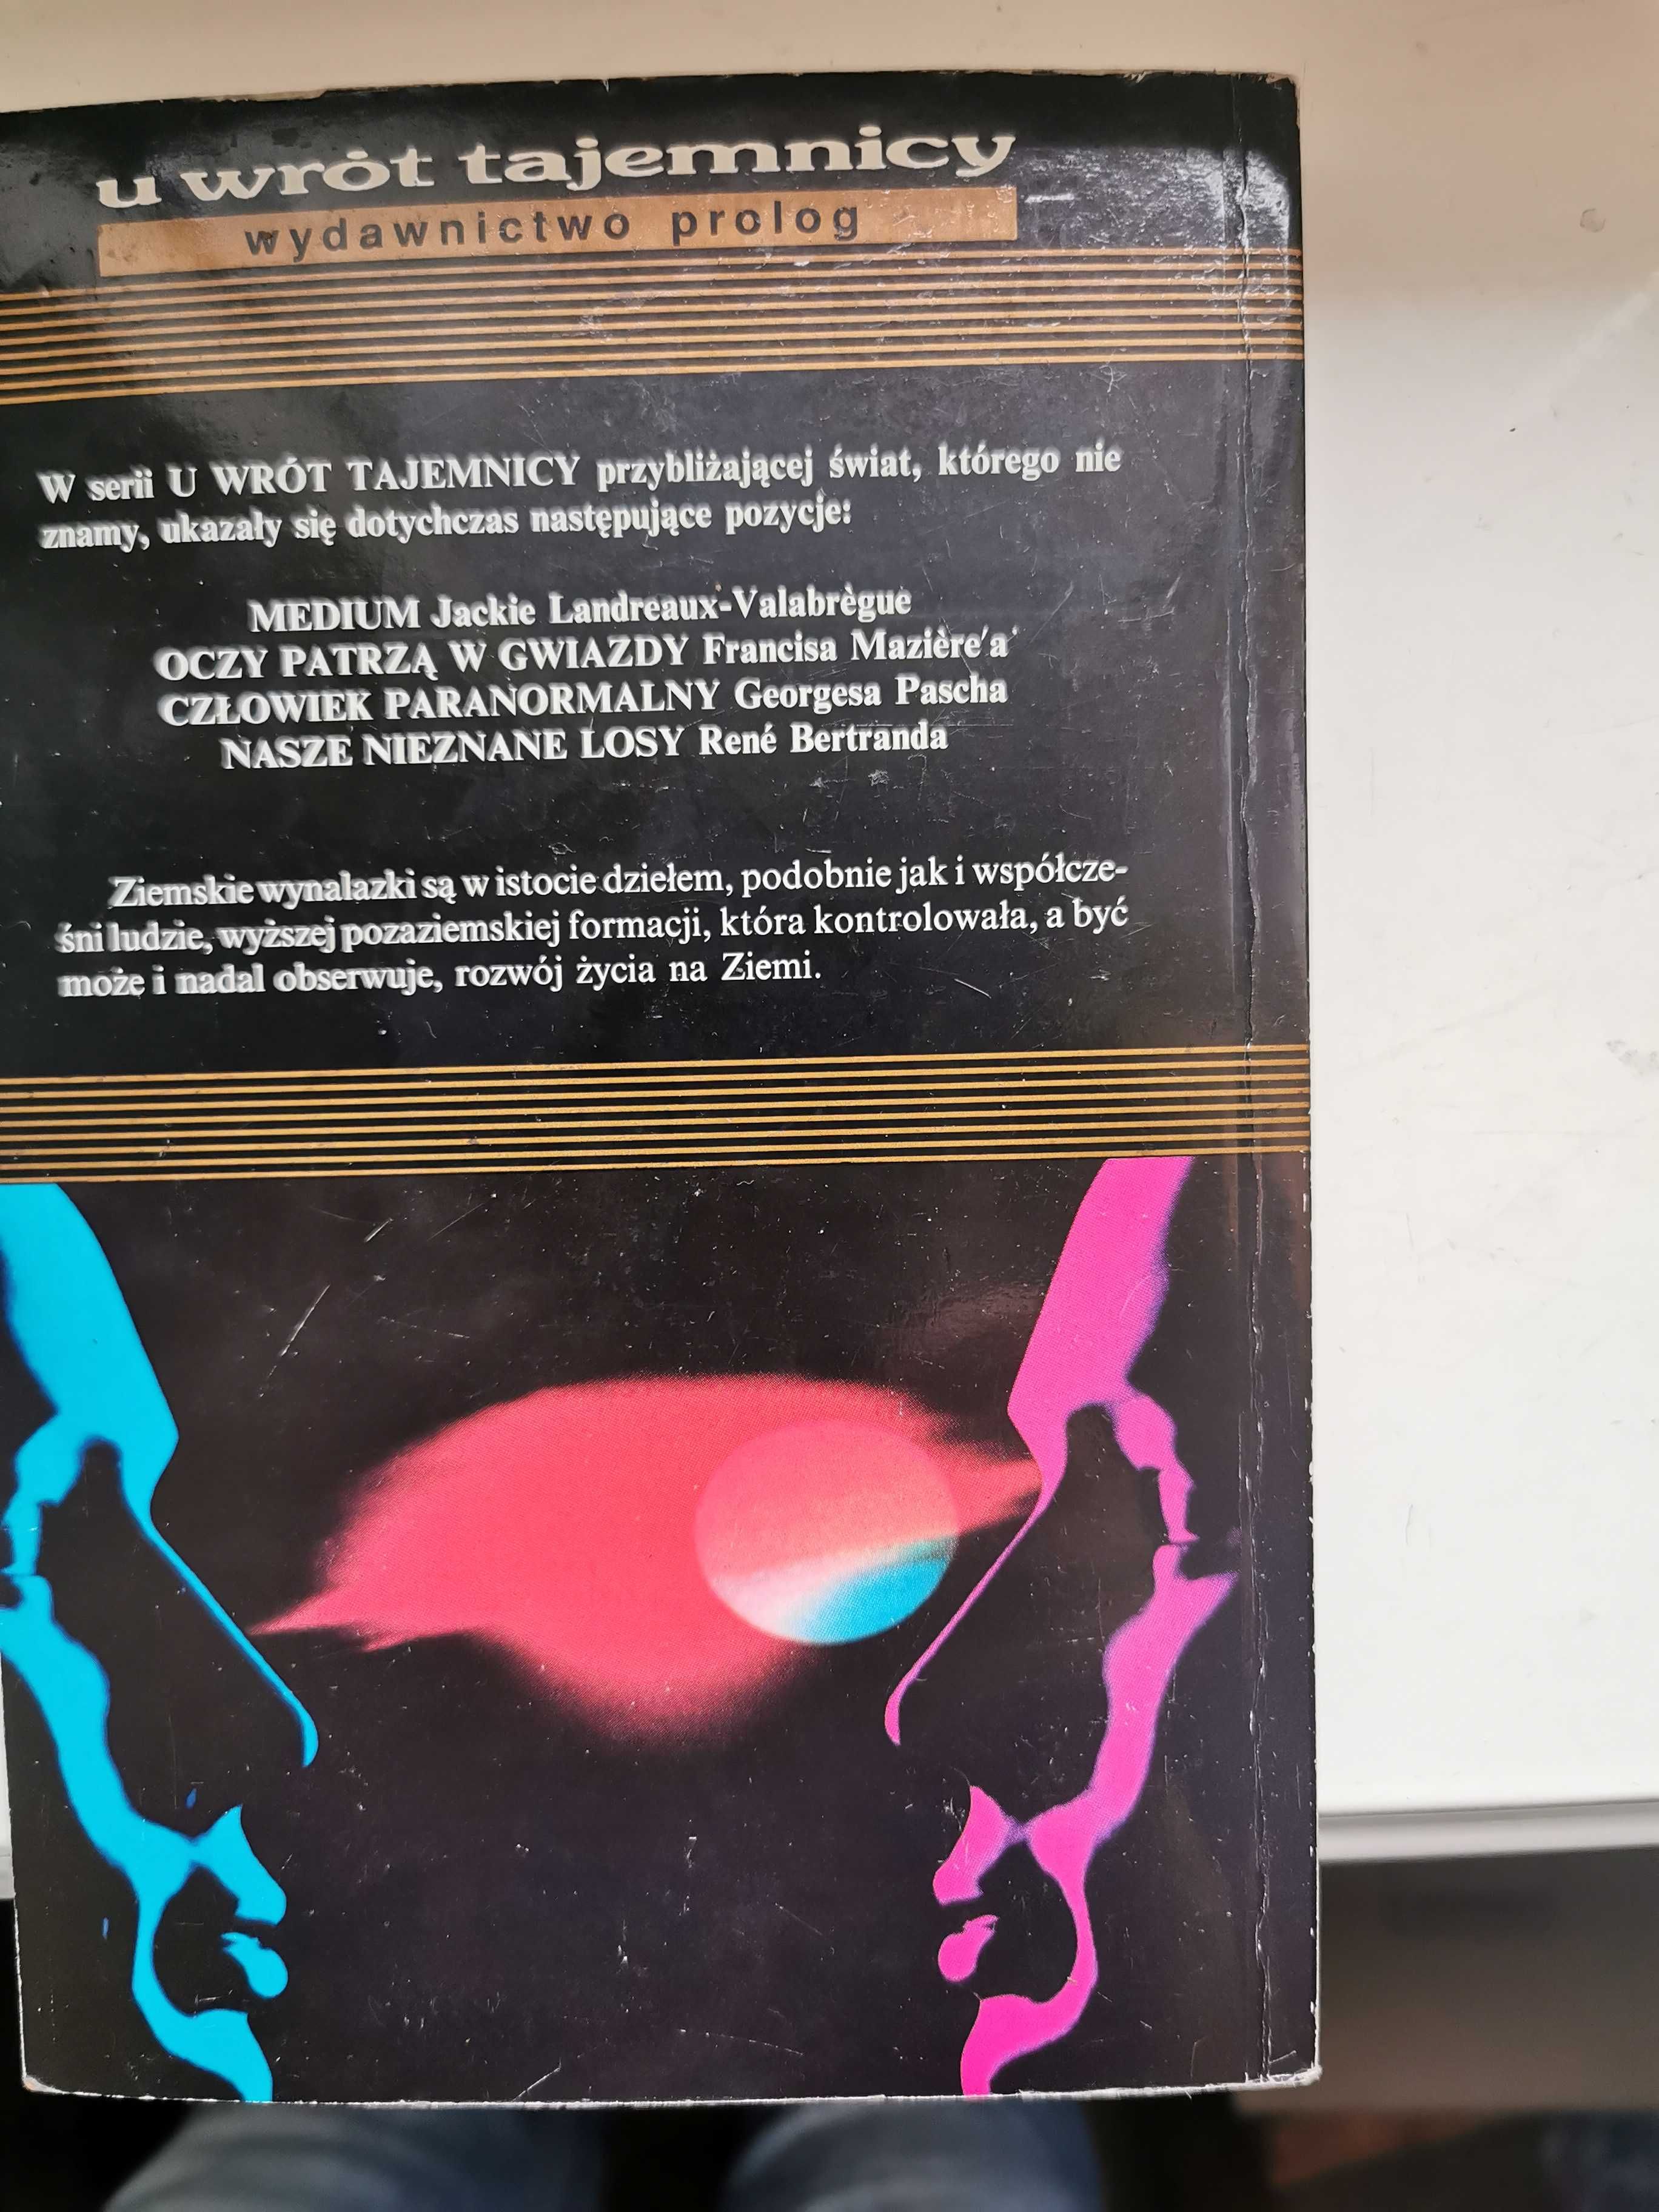 u wrót tajemnicy
wydawnictwo prolog
W serii U WRÓT TAJEMNICY przybliżającej świat, którego nie
znamy, ukazały się dotychczas następujące pozycje:
MEDIUM Jackie Landreaux-Valabrègue
OCZY PATRZĄ W GWIAZDY Francisa Mazière'a
CZŁOWIEK PARANORMALNY Georgesa Pascha
NASZE NIEZNANE LOSY René Bertranda
Ziemskie wynalazki są w istocie dziełem, podobnie jak i współcze-
śni ludzie, wyższej pozaziemskiej formacji, która kontrolowała, a być
może i nadal obserwuje, rozwój życia na Ziemi.